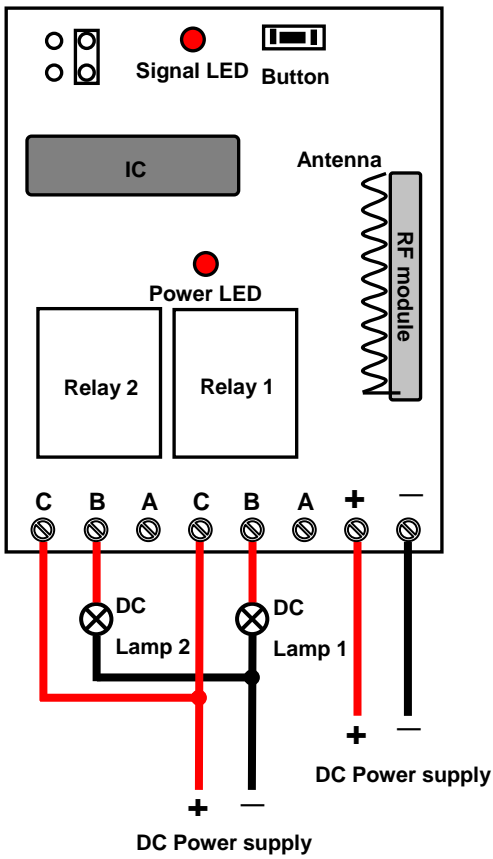 Signal LED
Button
Antenna
IC
RF module
Power LED
Relay 2
Relay 1
C B A C B A + —
DC
DC
Lamp 2
Lamp 1
+ —
DC Power supply
+ —
DC Power supply